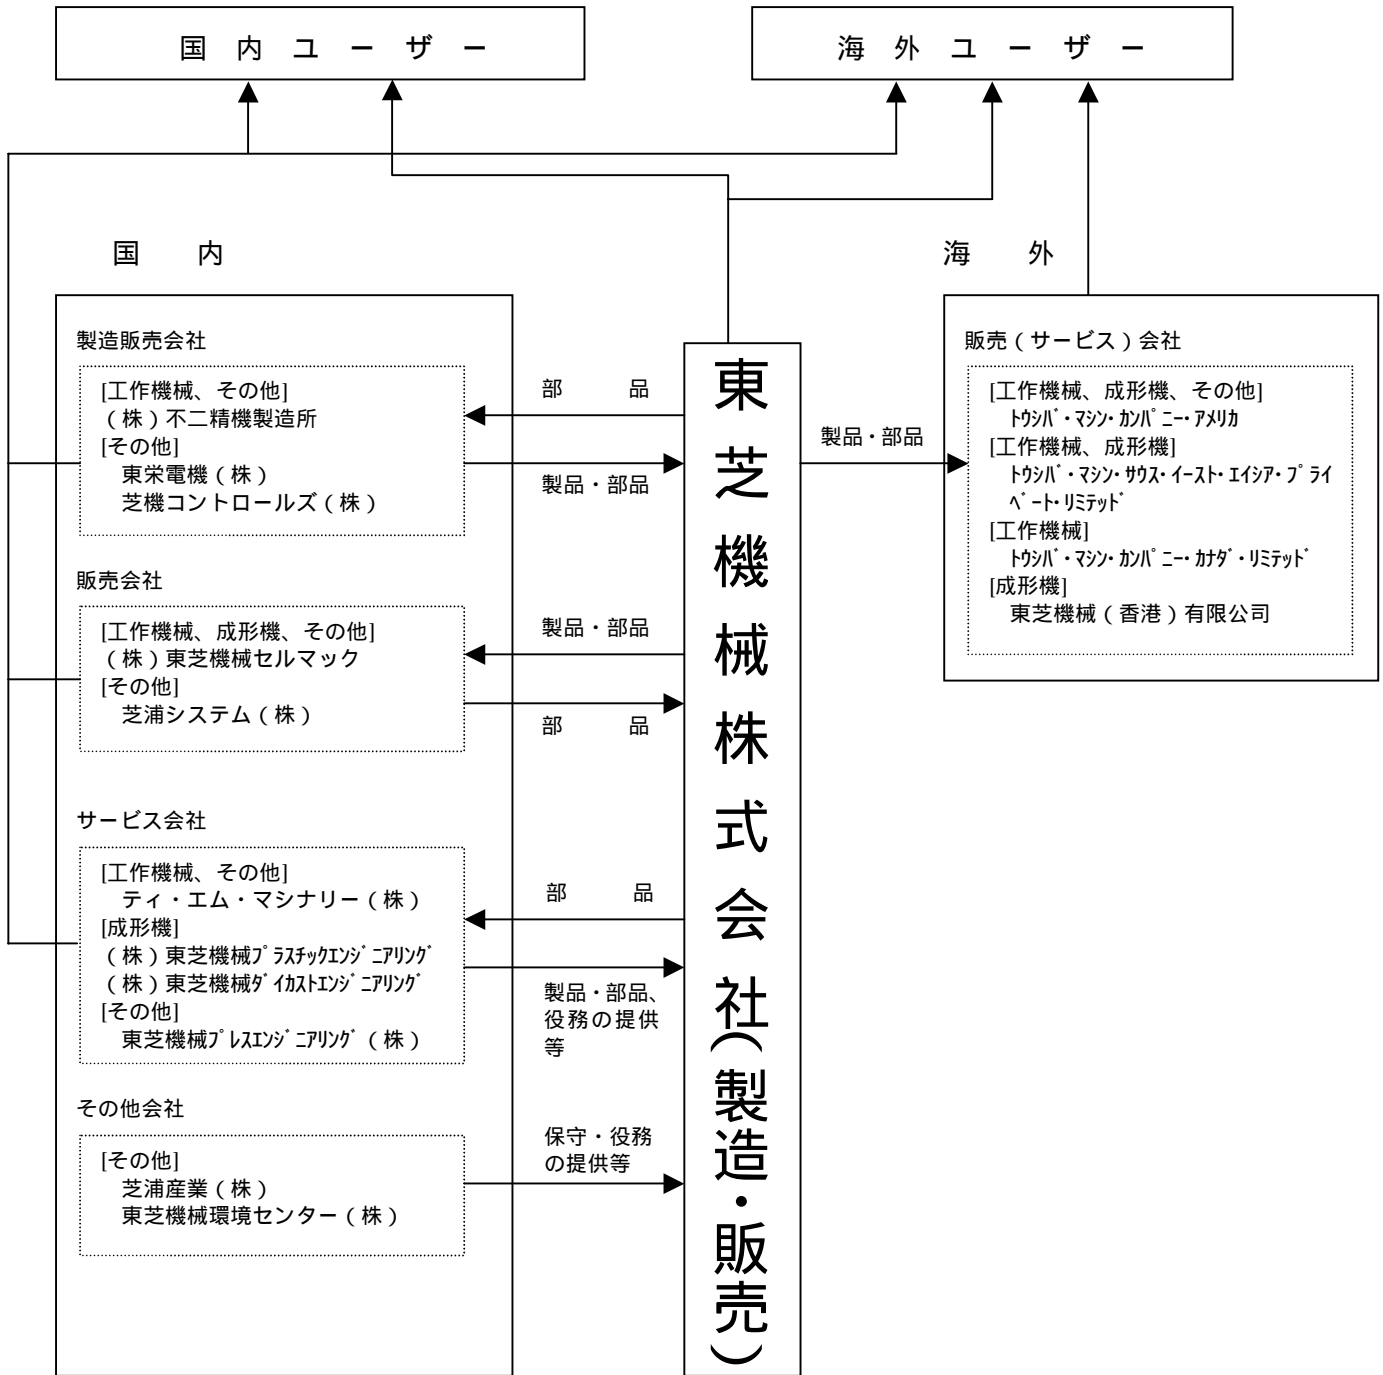 国内ユーザー
海外ユーザー
国内
海外
製造販売会社
[工作機械、その他]
（株）不二精機製造所
[その他]
東栄電機（株）
芝機コントロールズ（株）
販売会社
[工作機械、成形機、その他]
（株）東芝機械セルマック
[その他]
芝浦システム（株）
サービス会社
[工作機械、その他]
ティ・エム・マシナリー（株）
[成形機]
（株）東芝機械ﾌﾟﾗｽﾁｯｸｴﾝｼﾞﾆｱﾘﾝｸﾞ
（株）東芝機械ﾀﾞｲｶｽﾄｴﾝｼﾞﾆｱﾘﾝｸﾞ
[その他]
東芝機械ﾌﾟﾚｽｴﾝｼﾞﾆｱﾘﾝｸﾞ（株）
その他会社
[その他]
芝浦産業（株）
東芝機械環境センター（株）
部品
製品・部品
製品・部品
部品
部品
製品・部品、
役務の提供
等
保守・役務
の提供等
東芝機械株式会社(製造・販売)
製品・部品
販売（サービス）会社
[工作機械、成形機、その他]
ﾄｳｼﾊﾞ･ﾏｼﾝ･ｶﾝﾊﾟﾆｰ･ｱﾒﾘｶ
[工作機械、成形機]
ﾄｳｼﾊﾞ･ﾏｼﾝ･ｻｳｽ･ｲｰｽﾄ･ｴｲｼｱ･ﾌﾟﾗｲ
ﾍﾞｰﾄ･ﾘﾐﾃｯﾄﾞ
[工作機械]
ﾄｳｼﾊﾞ･ﾏｼﾝ･ｶﾝﾊﾟﾆｰ･ｶﾅﾀﾞ･ﾘﾐﾃｯﾄﾞ
[成形機]
東芝機械（香港）有限公司